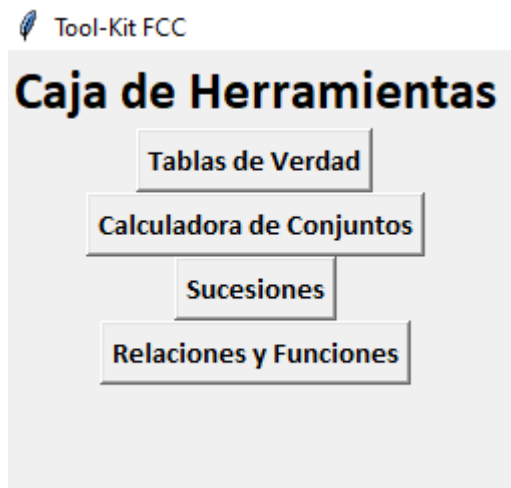 Tool-Kit FCC
Caja de Herramientas
Tablas de Verdad
Calculadora de Conjuntos
Sucesiones
Relaciones y Funciones